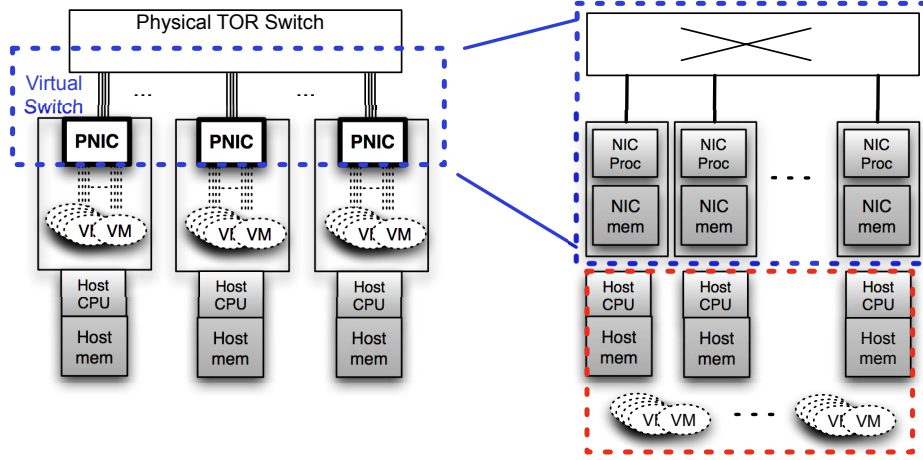 Physical TOR Switch
Virtual
Switch
...
...
PNIC
PNIC
PNIC
VM
VM
VM
Host
CPU
Host
mem
Host
CPU
Host
mem
Host
CPU
Host
mem
NIC
Proc
NIC
mem
NIC
Proc
NIC
mem
NIC
Proc
NIC
mem
Host
CPU
Host
mem
Host
CPU
Host
mem
Host
CPU
Host
mem
VM
VM